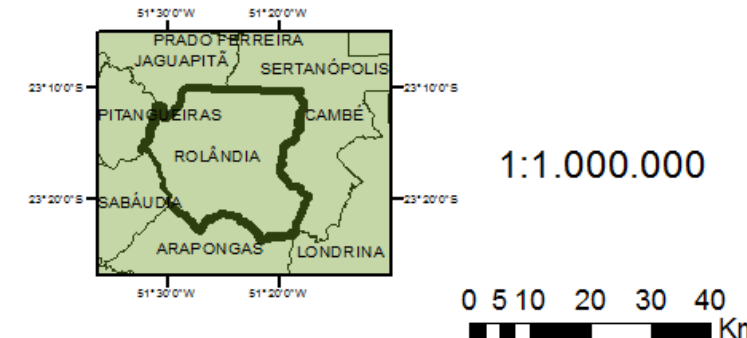 51°30'0"W 51°20'0"W
PRADO FERREIRA
JAGUAPITÃ
SERTANÓPOLIS
23°10'0"S 23°10'0"S
PITANGUEIRAS CAMBÉ
ROLÂNDIA
1:1.000.000
23°20'0"S 23°20'0"S
SABÁUDIA
ARAPONGAS LONDRINA
51°30'0"W 51°20'0"W
0 5 10 20 30 40
Km